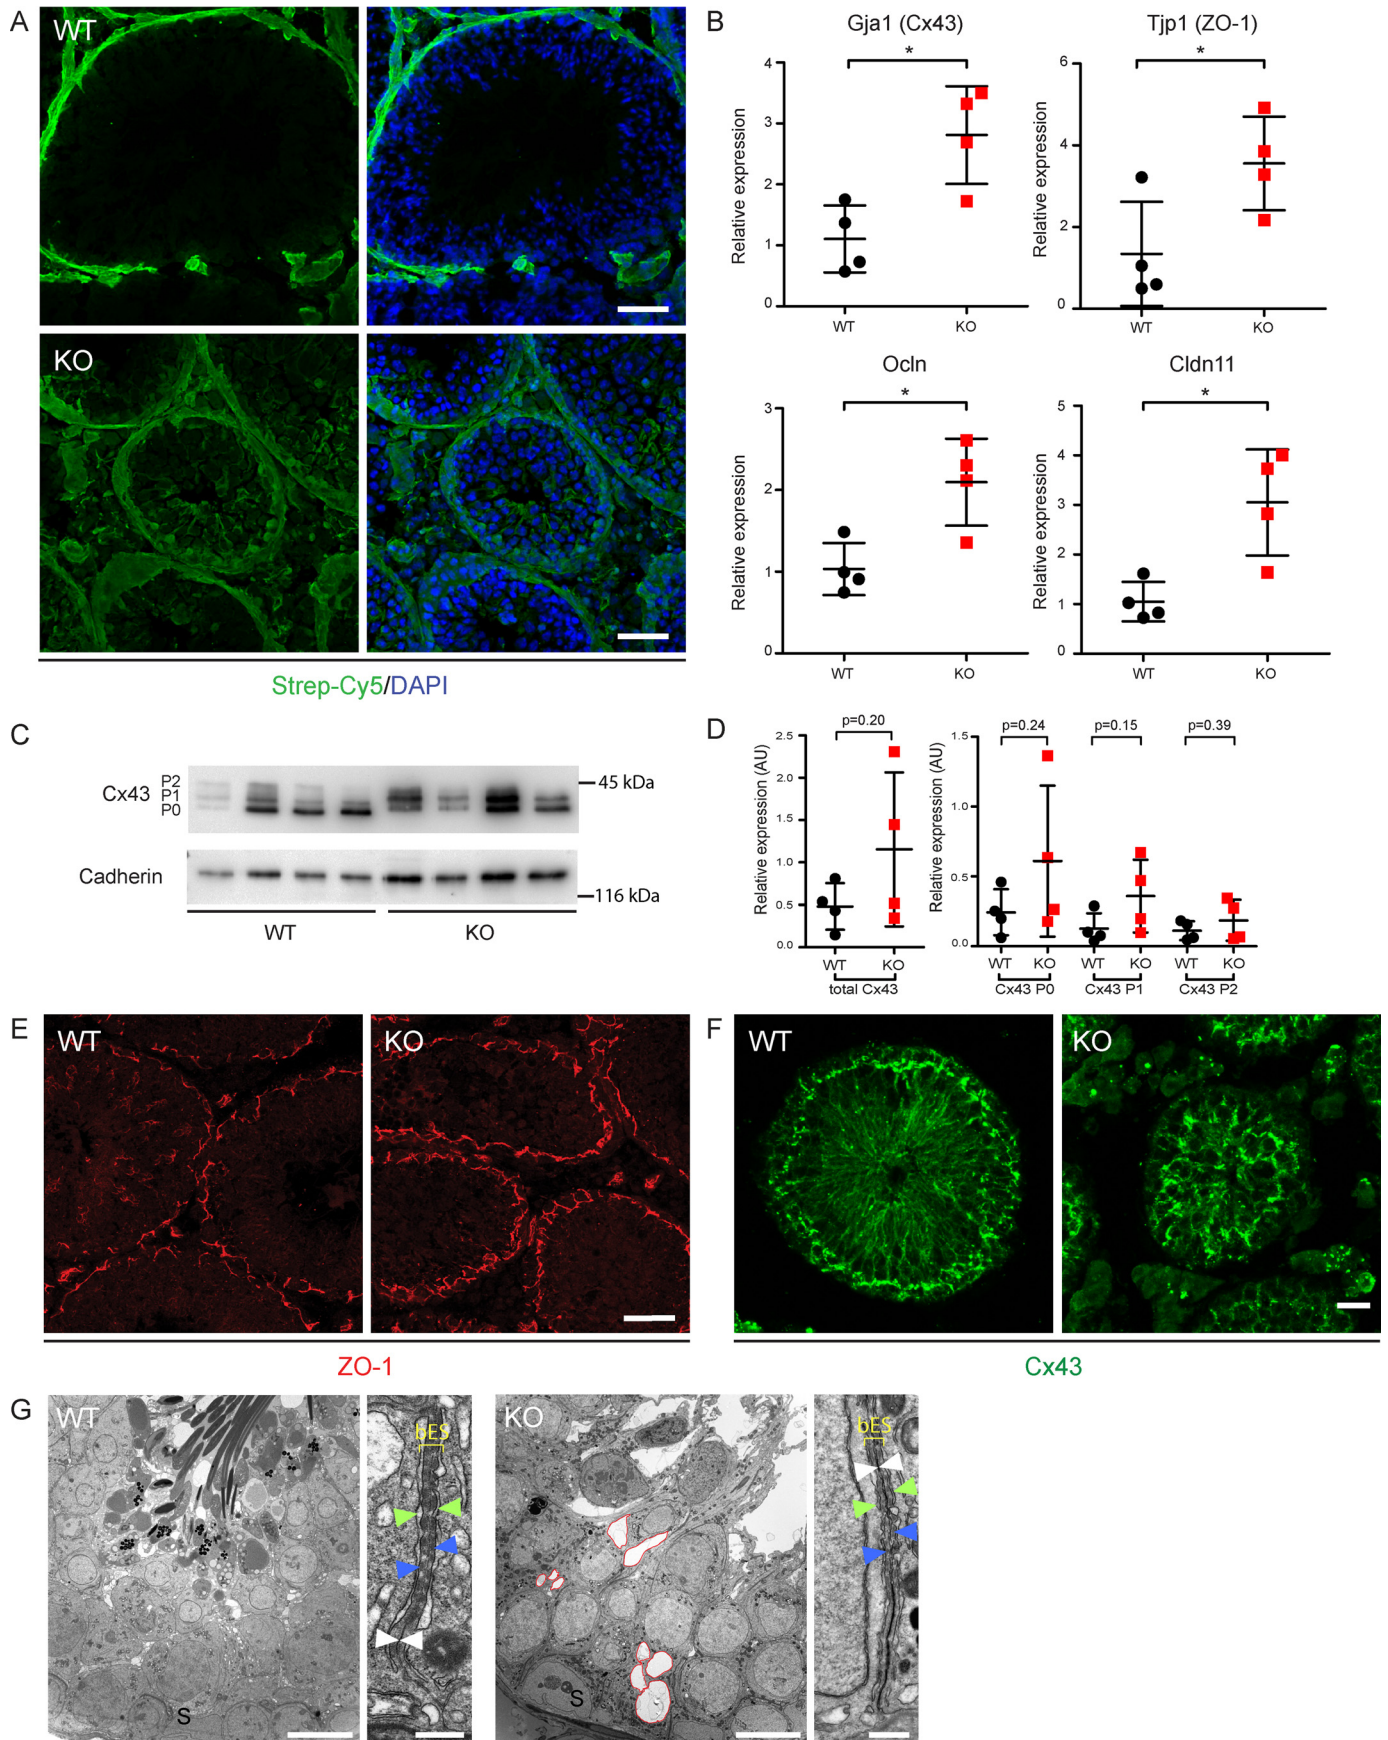 A
WT
KO
Strep-Cy5/DAPI
B
Gja1 (Cx43)
*
Relative expression
4
3
2
1
0
WT
KO
Tjp1 (ZO-1)
*
Relative expression
6
4
2
0
WT
KO
Ocln
*
Relative expression
3
2
1
0
WT
KO
Cldn11
*
Relative expression
5
4
3
2
1
0
WT
KO
C
Cx43
P2
P1
P0
45 kDa
Cadherin
116 kDa
WT
KO
D
p=0.20
Relative expression (AU)
2.5
2.0
1.5
1.0
0.5
0.0
WT
KO
total Cx43
p=0.24
p=0.15
p=0.39
Relative expression (AU)
1.5
1.0
0.5
0.0
WT
KO
WT
KO
WT
KO
Cx43 P0
Cx43 P1
Cx43 P2
E
WT
KO
ZO-1
F
WT
KO
Cx43
G
WT
S
bES
KO
S
bES